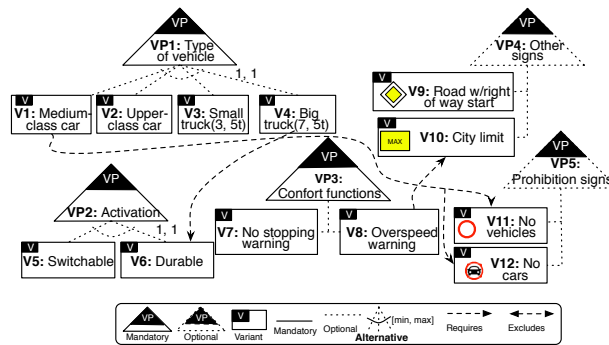 VP
VP1: Type
of vehicle
1, 1
V
V1: Medium-
class car
V
V2: Upper-
class car
V
V3: Small
truck(3, 5t)
V
V4: Big
truck(7, 5t)
VP
VP4: Other
signs
V
V9: Road w/right
of way start
V
MAX
V10: City limit
VP
VP5:
Prohibition signs
VP
VP3:
Confort functions
VP
VP2: Activation
1, 1
V
V5: Switchable
V
V6: Durable
V
V7: No stopping
warning
V
V8: Overspeed
warning
V
V11: No
vehicles
V
V12: No
cars
VP
Mandatory
VP
Optional
V
Variant
Mandatory
Optional
[min, max]
Alternative
Requires
Excludes